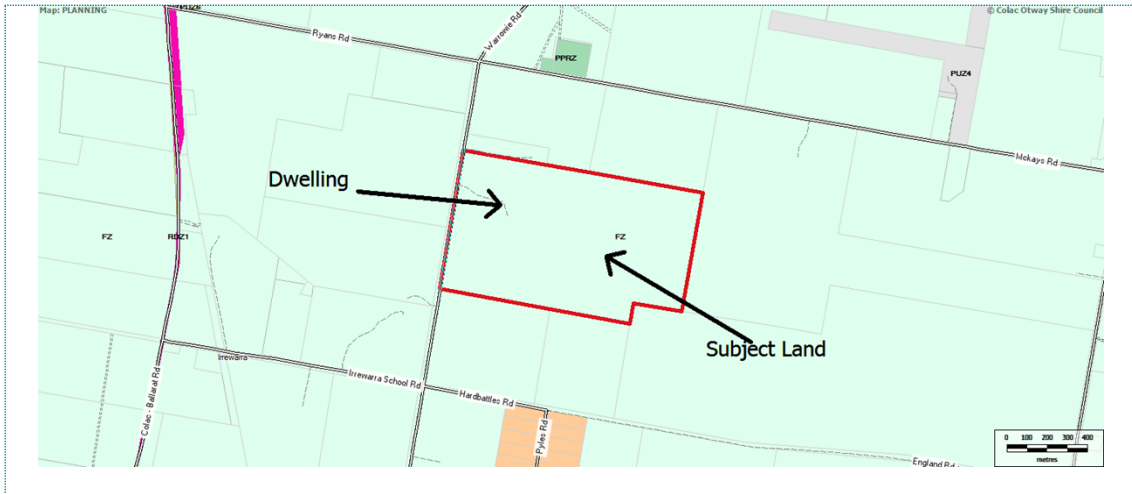 Map: PLANNING
© Colac Otway Shire Council
Ryans Rd
Warrowie Rd
PPRZ
PUZ4
Mckays Rd
Dwelling
FZ
RDZ1
FZ
Subject Land
Irrewarra
Irrewarra School Rd
Hardbattles Rd
Colac - Ballarat Rd
Pyles Rd
England Rd
0 100 200 300 400
metres